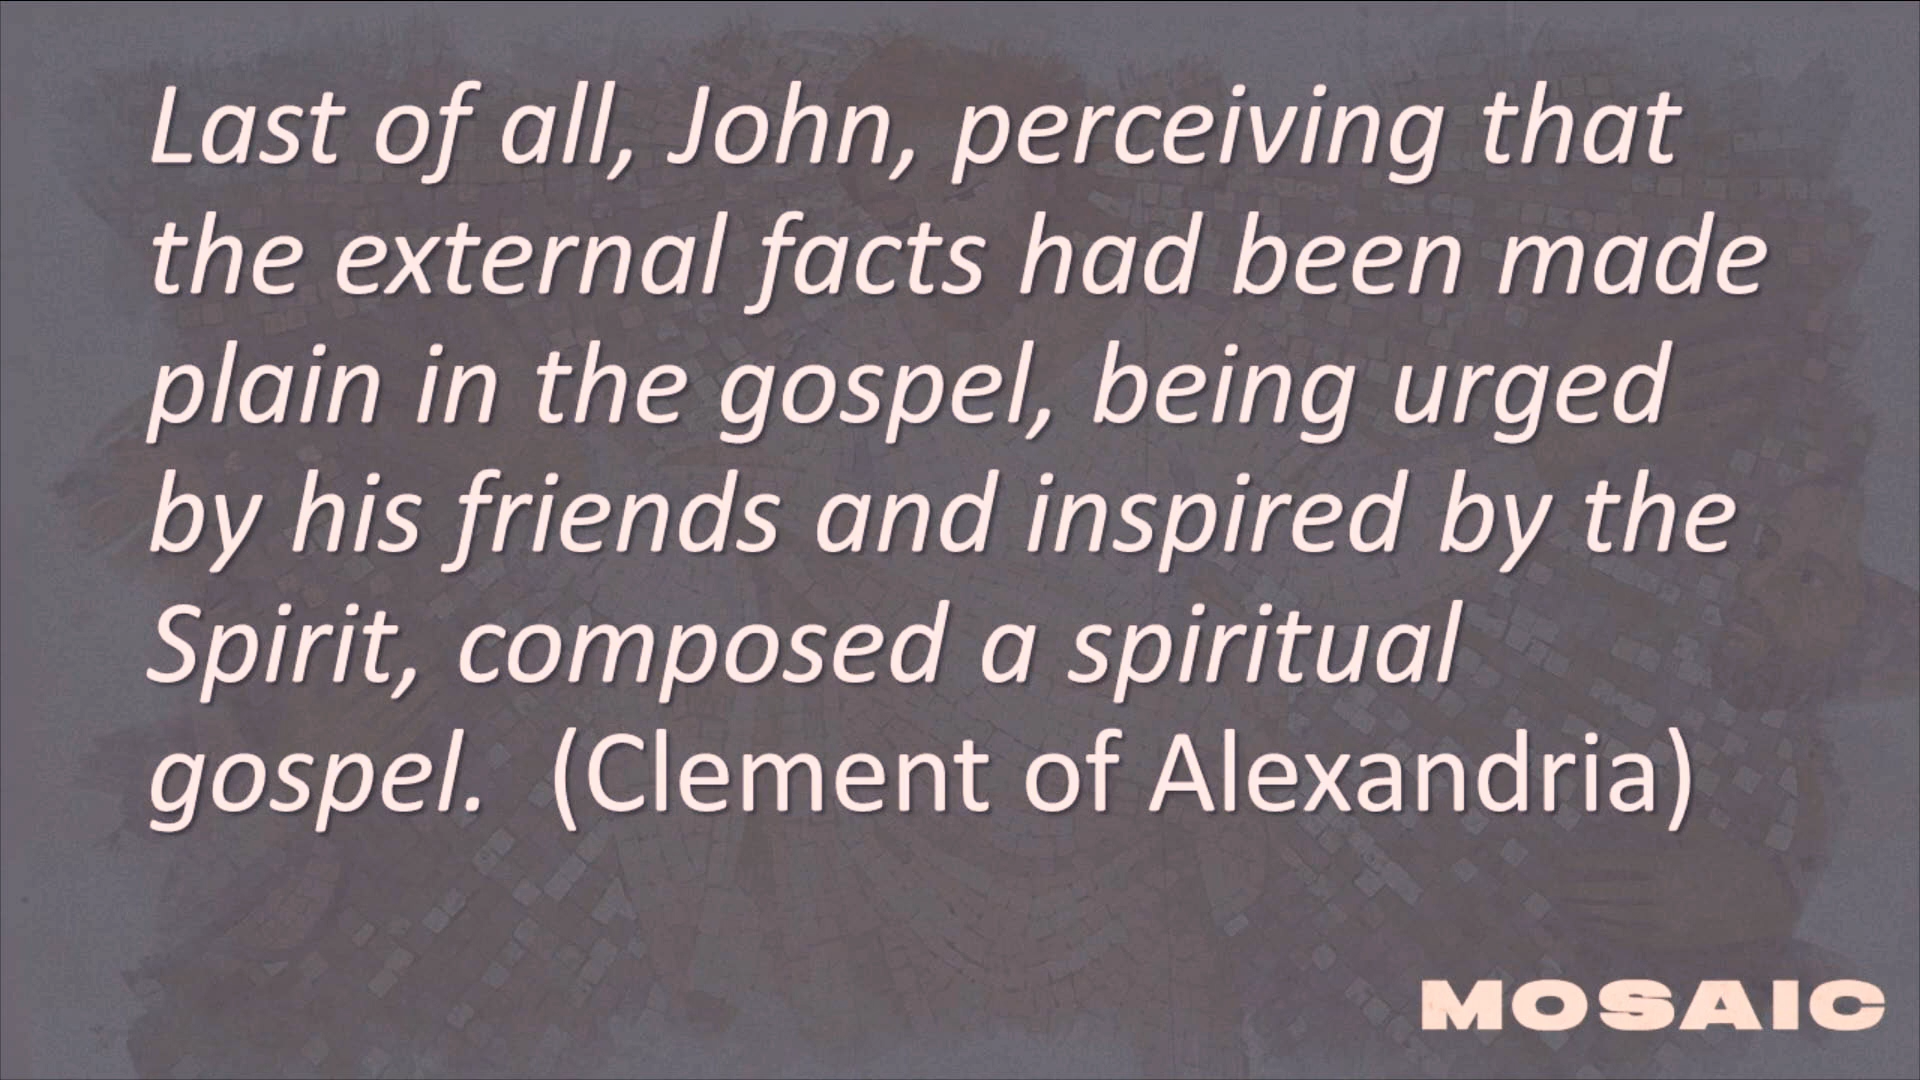 Last of all, John, perceiving that
the external facts had been made
plain in the gospel, being urged
by his friends and inspired by the
Spirit, composed a spiritual
gospel.  (Clement of Alexandria)
MOSAIC